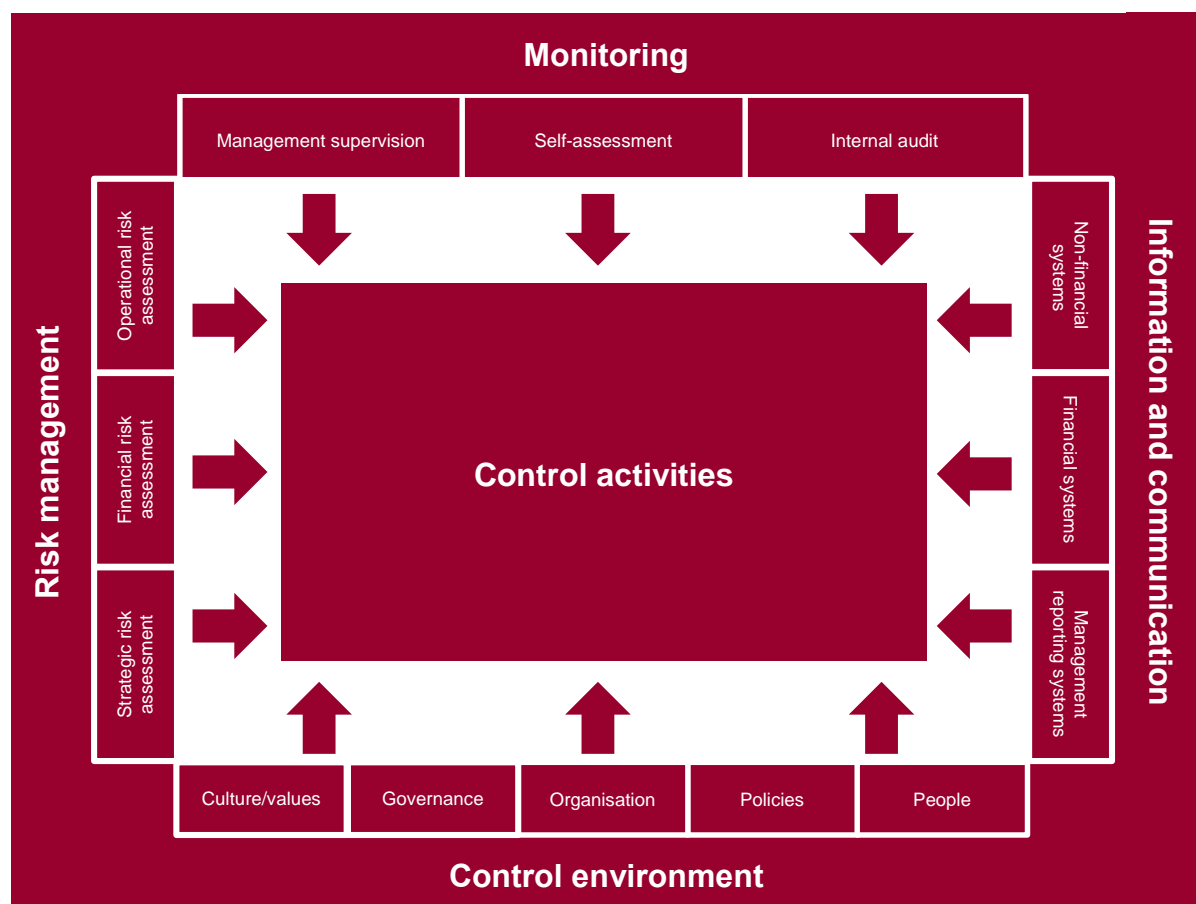 Monitoring
Management supervision
Self-assessment
Internal audit
Risk management
Operational risk
assessment
Financial risk
assessment
Strategic risk
assessment
Control activities
Non-financial
systems
Financial systems
Management
reporting systems
Information and communication
Culture/values
Governance
Organisation
Policies
People
Control environment